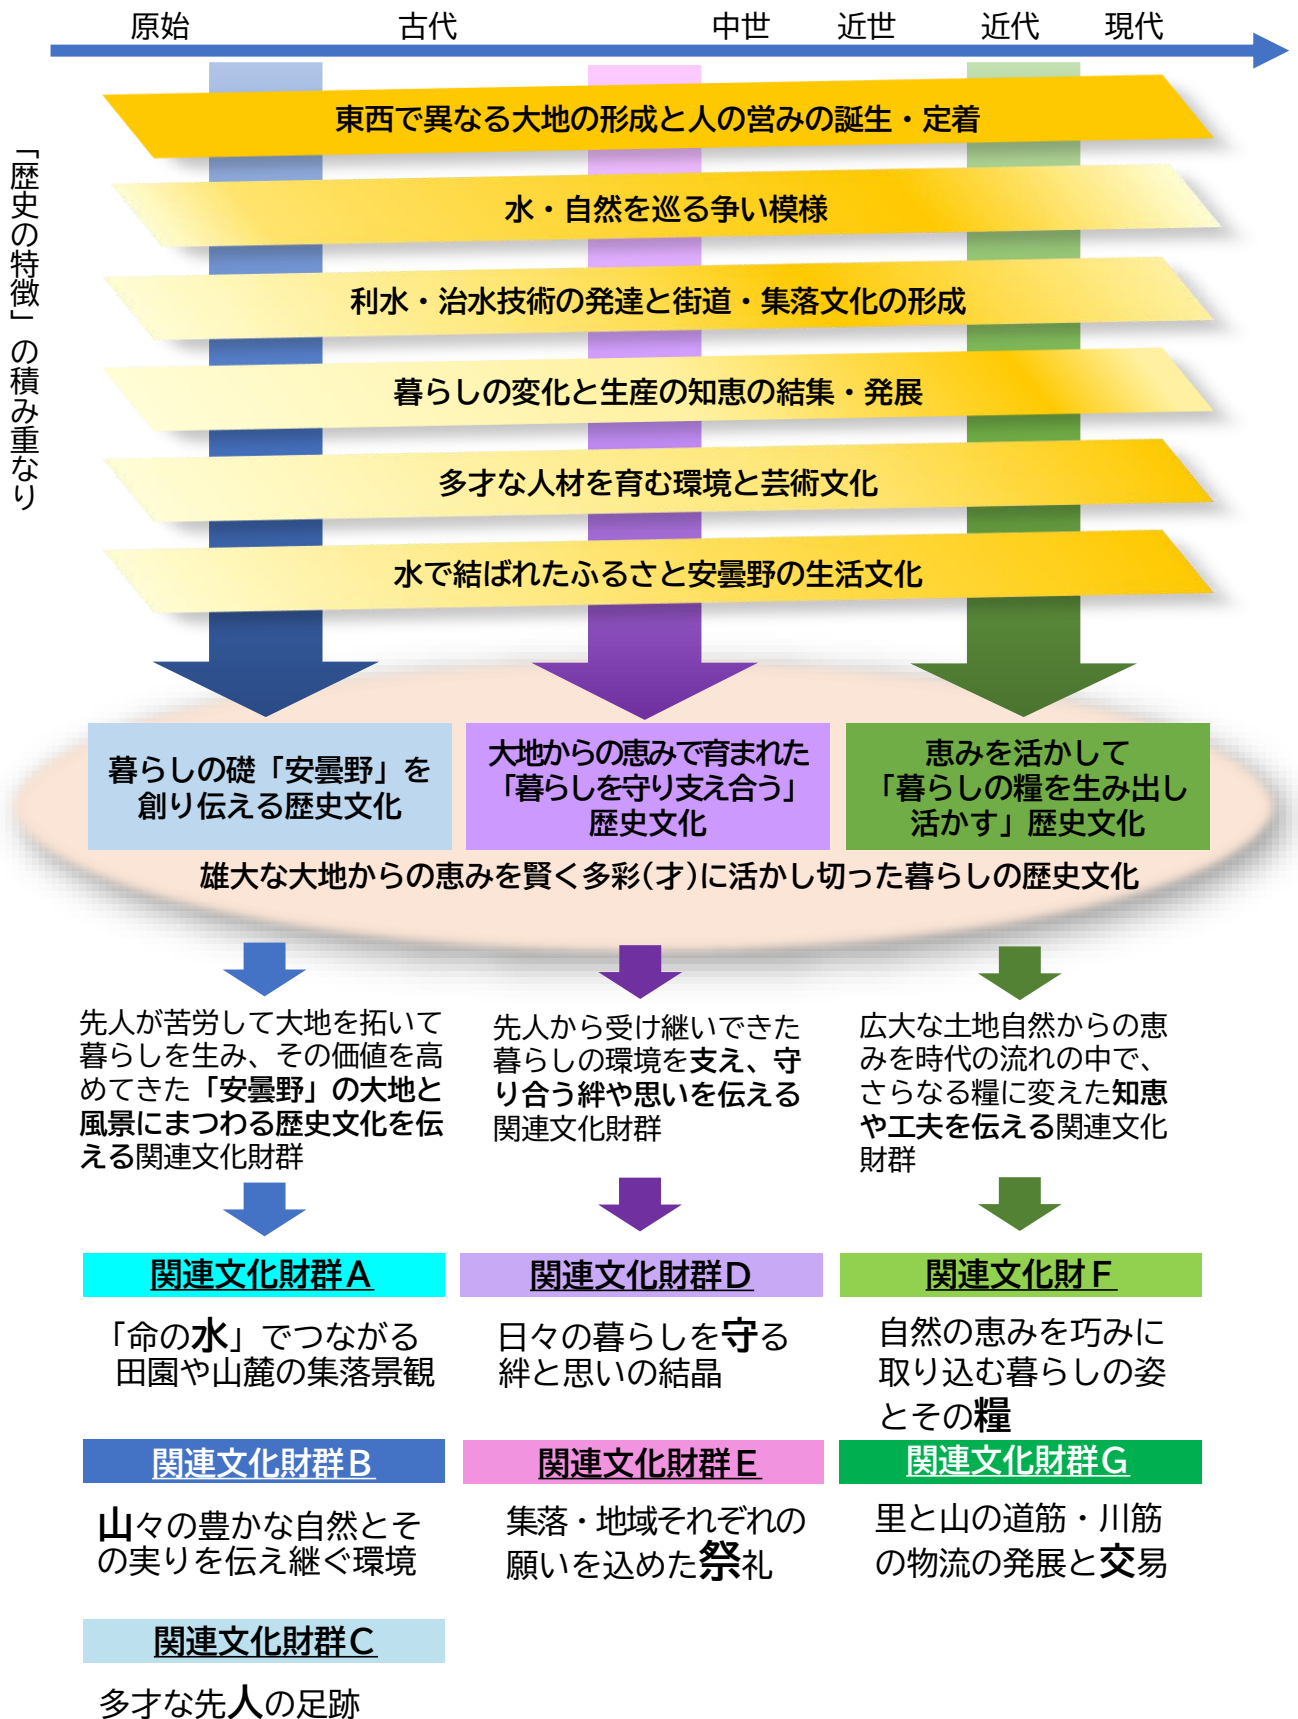 原始 古代 中世 近世 近代 現代
「歴史の特徴」の積み重なり
東西で異なる大地の形成と人の営みの誕生・定着
水・自然を巡る争い模様
利水・治水技術の発達と街道・集落文化の形成
暮らしの変化と生産の知恵の結集・発展
多才な人材を育む環境と芸術文化
水で結ばれたふるさと安曇野の生活文化
暮らしの礎「安曇野」を
創り伝える歴史文化
大地からの恵みで育まれた
「暮らしを守り支え合う」
歴史文化
恵みを活かして
「暮らしの糧を生み出し
活かす」歴史文化
雄大な大地からの恵みを賢く多彩(才)に活かし切った暮らしの歴史文化
先人が苦労して大地を拓いて
暮らしを生み、その価値を高
めてきた「安曇野」の大地と
風景にまつわる歴史文化を伝
える関連文化財群
先人から受け継いできた
暮らしの環境を支え、守
り合う絆や思いを伝える
関連文化財群
広大な土地自然からの恵
みを時代の流れの中で、
さらなる糧に変えた知恵
や工夫を伝える関連文化
財群
関連文化財群A
「命の水」でつながる
田園や山麓の集落景観
関連文化財群B
山々の豊かな自然とそ
の実りを伝え継ぐ環境
関連文化財群C
多才な先人の足跡
関連文化財群D
日々の暮らしを守る
絆と思いの結晶
関連文化財群E
集落・地域それぞれの
願いを込めた祭礼
関連文化財F
自然の恵みを巧みに
取り込む暮らしの姿
とその糧
関連文化財群G
里と山の道筋・川筋
の物流の発展と交易